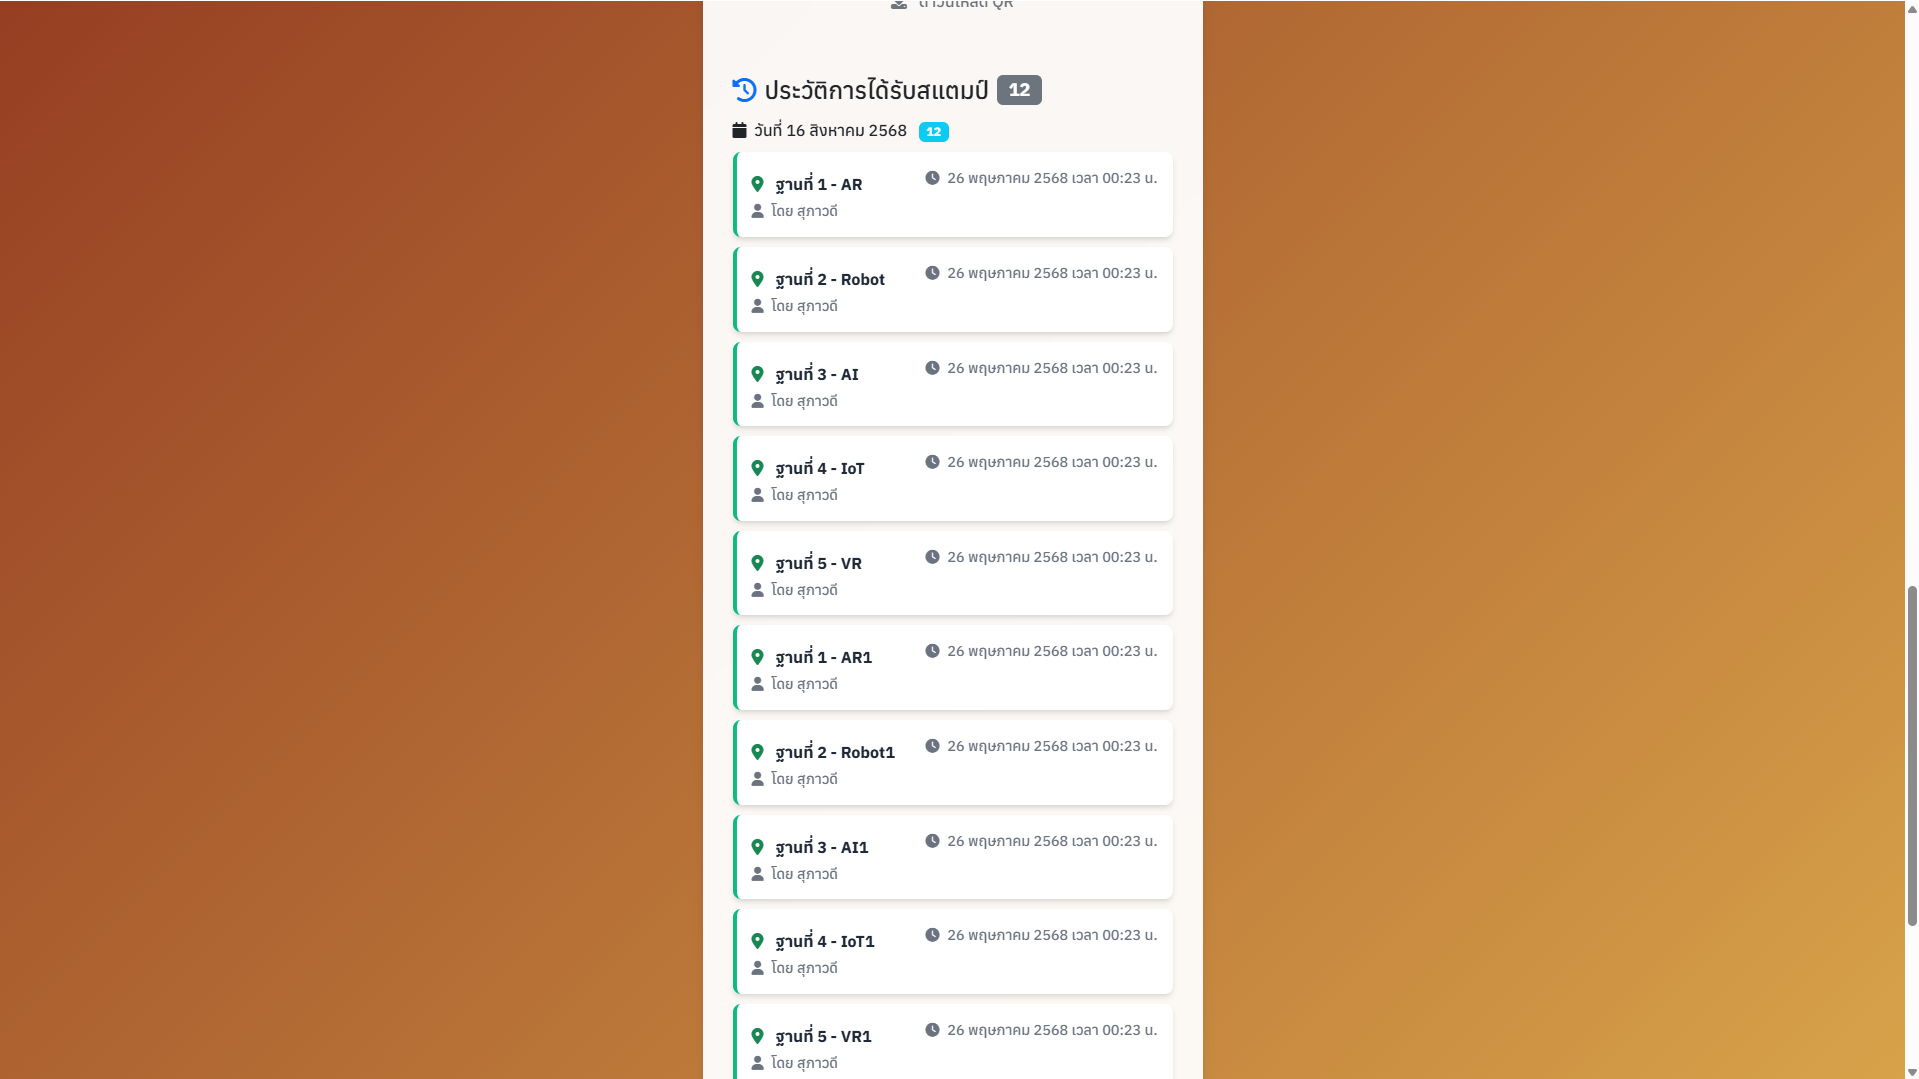 ดาวน์โหลด QR
ประวัติการได้รับสแตมป์ 12
วันที่ 16 สิงหาคม 2568 12
ฐานที่ 1 - AR
26 พฤษภาคม 2568 เวลา 00:23 น.
โดย สุภาวดี
ฐานที่ 2 - Robot
26 พฤษภาคม 2568 เวลา 00:23 น.
โดย สุภาวดี
ฐานที่ 3 - AI
26 พฤษภาคม 2568 เวลา 00:23 น.
โดย สุภาวดี
ฐานที่ 4 - IoT
26 พฤษภาคม 2568 เวลา 00:23 น.
โดย สุภาวดี
ฐานที่ 5 - VR
26 พฤษภาคม 2568 เวลา 00:23 น.
โดย สุภาวดี
ฐานที่ 1 - AR1
26 พฤษภาคม 2568 เวลา 00:23 น.
โดย สุภาวดี
ฐานที่ 2 - Robot1
26 พฤษภาคม 2568 เวลา 00:23 น.
โดย สุภาวดี
ฐานที่ 3 - AI1
26 พฤษภาคม 2568 เวลา 00:23 น.
โดย สุภาวดี
ฐานที่ 4 - IoT1
26 พฤษภาคม 2568 เวลา 00:23 น.
โดย สุภาวดี
ฐานที่ 5 - VR1
26 พฤษภาคม 2568 เวลา 00:23 น.
โดย สุภาวดี